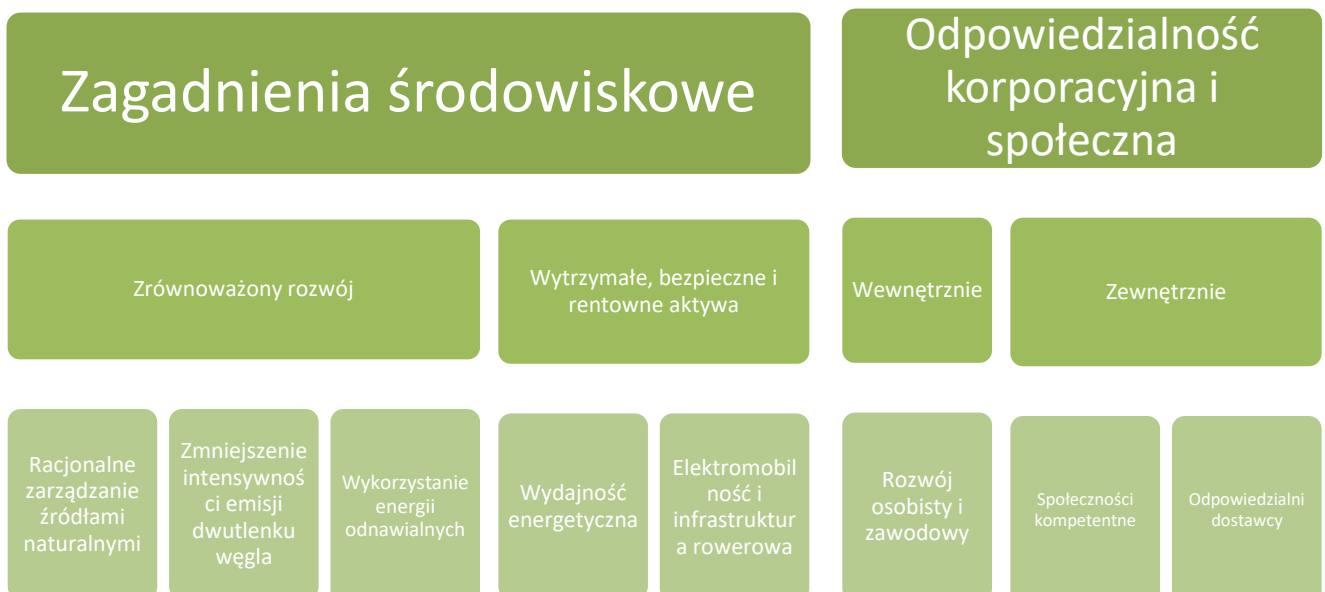 Zagadnienia środowiskowe
Odpowiedzialność
korporacyjna i
społeczna
Zrównoważony rozwój
Wytrzymałe, bezpieczne i
rentowne aktywa
Wewnętrznie
Zewnętrznie
Racjonalne
zarządzanie
źródłami
naturalnymi
Zmniejszenie
intensywnoś
ci emisji
dwutlenku
węgla
Wykorzystanie
energii
odnawialnych
Wydajność
energetyczna
Elektromobil
ność i
infrastruktur
a rowerowa
Rozwój
osobisty i
zawodowy
Społeczności
kompetentne
Odpowiedzialni
dostawcy